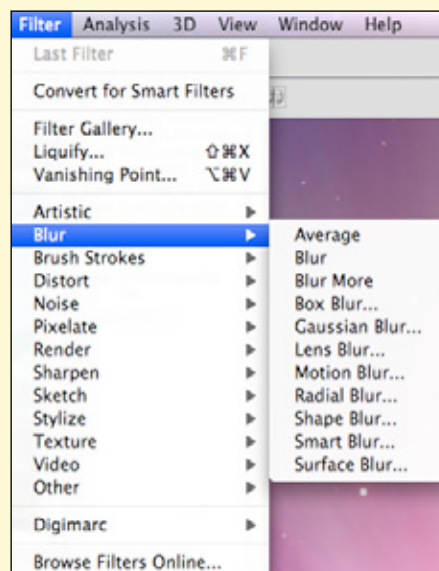 Filter Analysis 3D View Window Help
Last Filter ⌘F
Convert for Smart Filters
Filter Gallery...
Liquify... ⇧⌘X
Vanishing Point... ⌥⌘V
Artistic
Blur
Brush Strokes
Distort
Noise
Pixelate
Render
Sharpen
Sketch
Stylize
Texture
Video
Other
Digimarc
Browse Filters Online...
Average
Blur
Blur More
Box Blur...
Gaussian Blur...
Lens Blur...
Motion Blur...
Radial Blur...
Shape Blur...
Smart Blur...
Surface Blur...